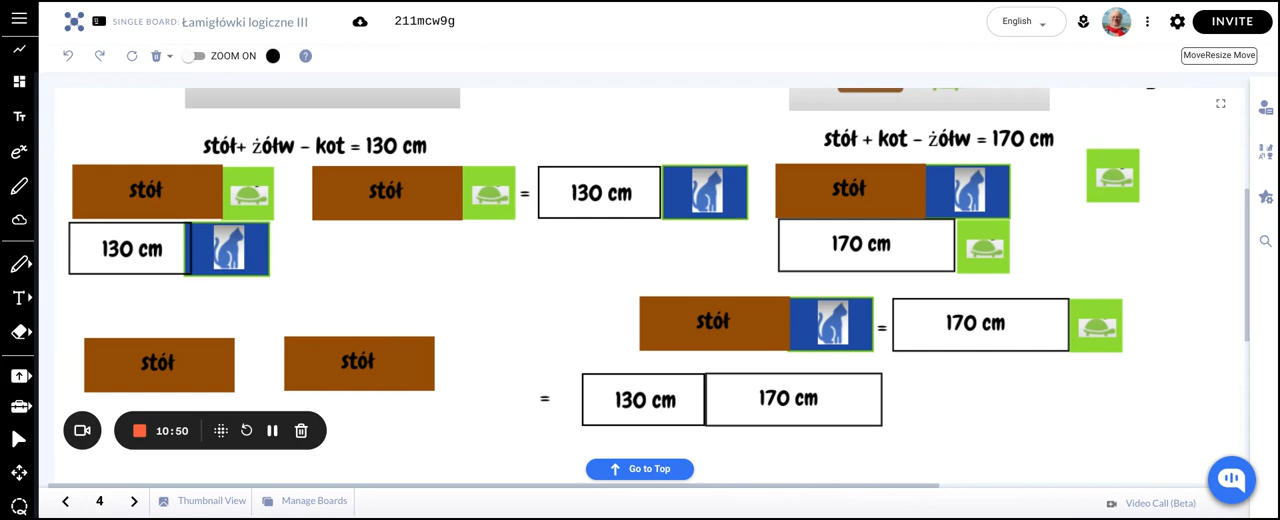 SINGLE BOARD: Łamigłówki logiczne III
211mcw9g
English
INVITE
ZOOM ON
MoveResize Move
stół+ żółw - kot = 130 cm
stół + kot - żółw = 170 cm
stół
stół
=
130 cm
stół
130 cm
170 cm
stół
=
170 cm
stół
stół
=
130 cm
170 cm
10:50
Go to Top
4
Thumbnail View
Manage Boards
Video Call (Beta)